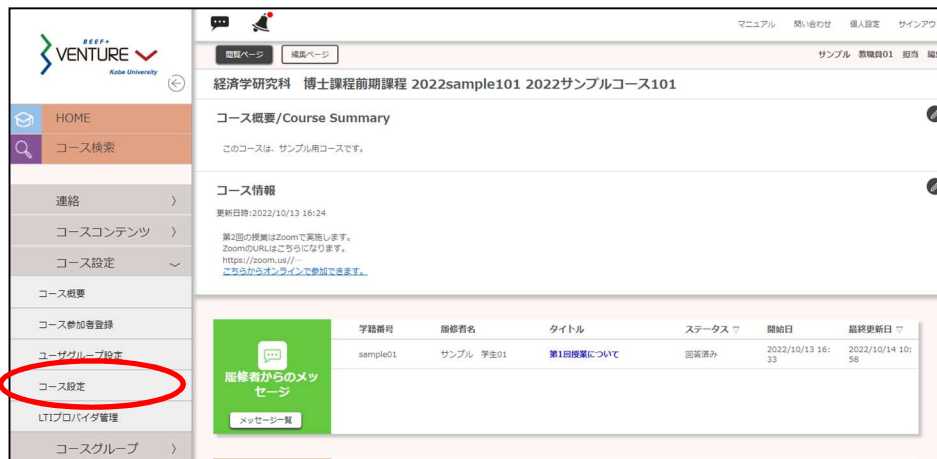 BEEF+
VENTURE
Kobe University
HOME
コース検索
連絡
コースコンテンツ
コース設定
コース概要
コース参加者登録
ユーザグループ設定
コース設定
LTIプロバイダ管理
コースグループ
マニュアル 問い合わせ 個人設定 サインアウ
閲覧ページ 編集ページ
サンプル 教職員01 担当
経済学研究科 博士課程前期課程 2022sample101 2022サンプルコース101
コース概要/Course Summary
このコースは、サンプル用コースです。
コース情報
更新日時:2022/10/13 16:24
第2回の授業はZoomで実施します。
ZoomのURLはこちらになります。
https://zoom.us//…
こちらからオンラインで参加できます。
履修者からのメッ
セージ
メッセージ一覧
学籍番号 履修者名 タイトル ステータス ▽ 開始日 最終更新日 ▽
sample01 サンプル 学生01 第1回授業について 回答済み 2022/10/13 16: 2022/10/14 10:
33 58